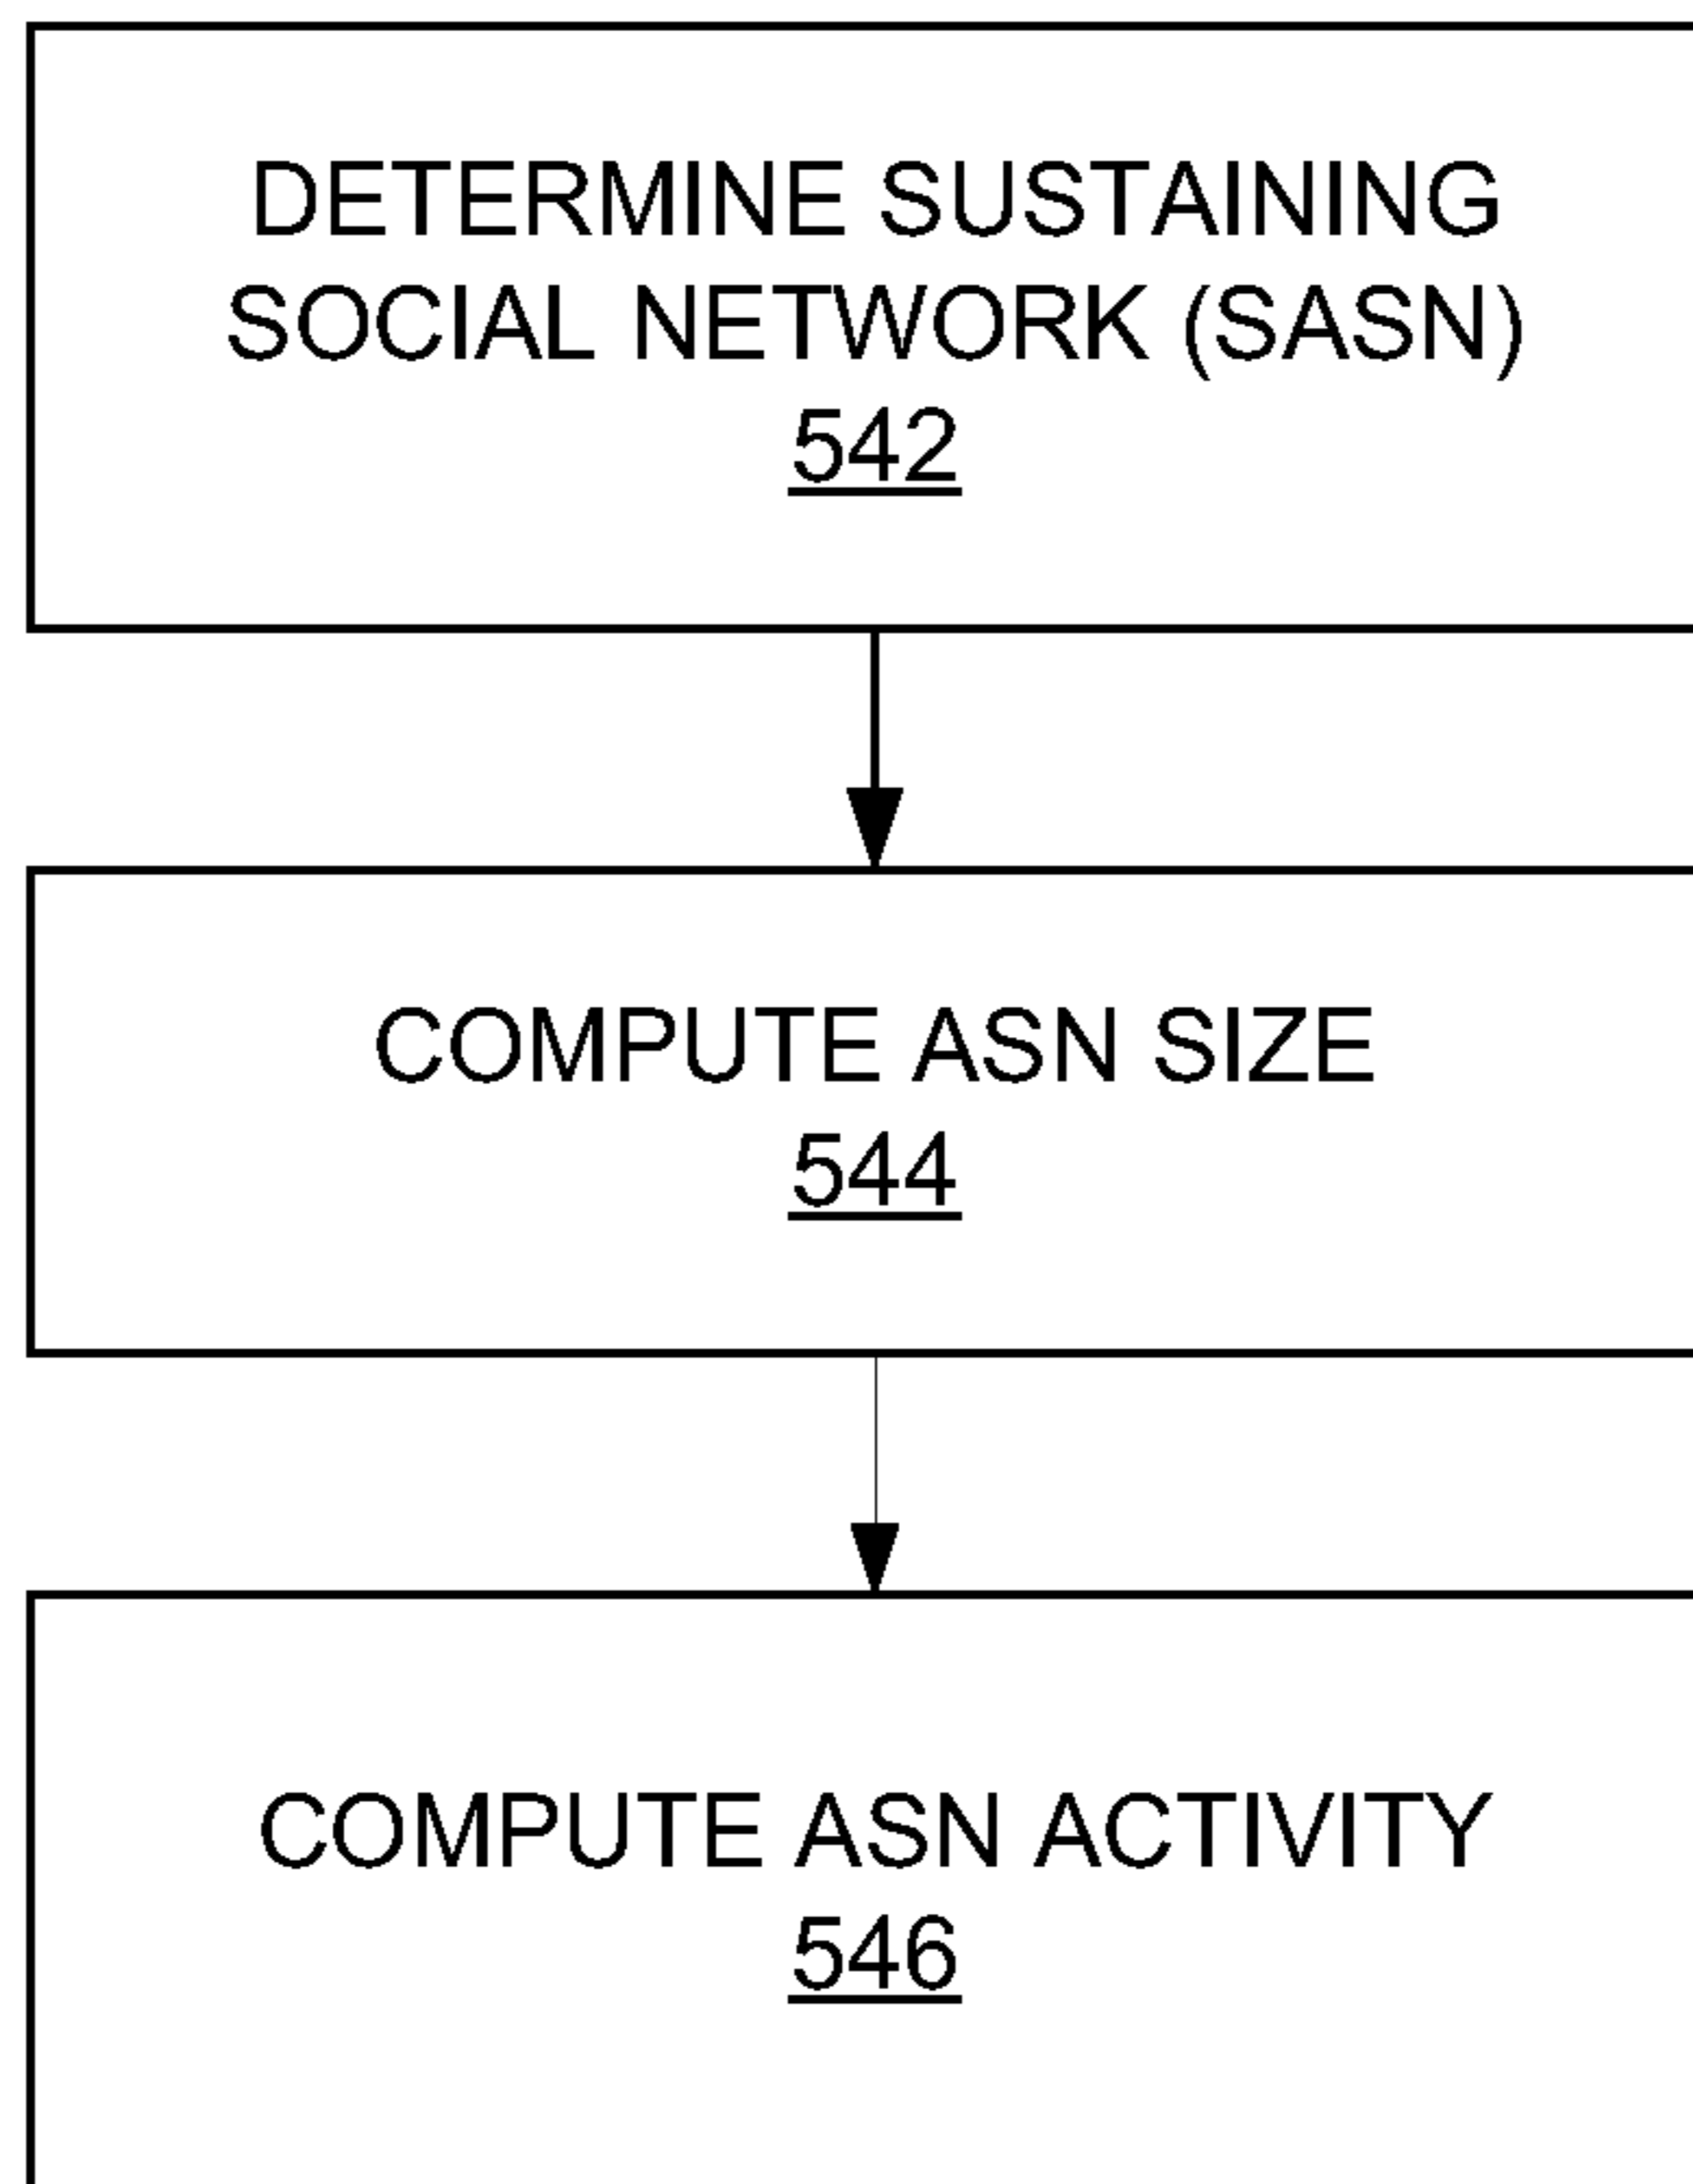 DETERMINE SUSTAINING
SOCIAL NETWORK (SASN)
542
COMPUTE ASN SIZE
544
COMPUTE ASN ACTIVITY
546